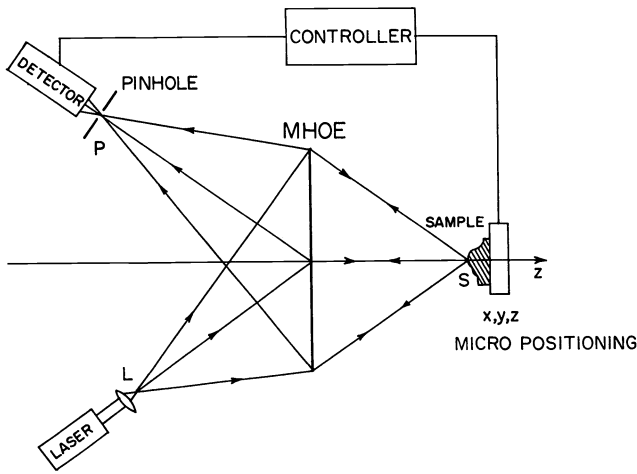 CONTROLLER
DETECTOR
PINHOLE
P
MHOE
SAMPLE
S
z
x,y,z
MICRO POSITIONING
L
LASER